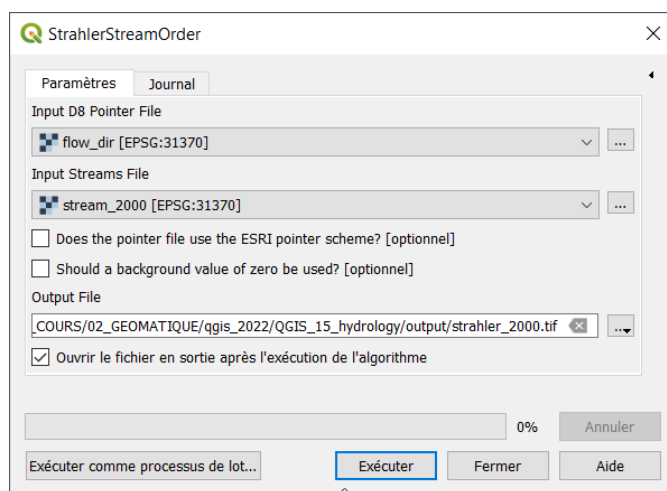 StrahlerStreamOrder
Paramètres Journal
Input D8 Pointer File
flow_dir [EPSG:31370]
...
Input Streams File
stream_2000 [EPSG:31370]
...
Does the pointer file use the ESRI pointer scheme? [optionnel]
Should a background value of zero be used? [optionnel]
Output File
_COURS/02_GEOMATIQUE/qgis_2022/QGIS_15_hydrology/output/strahler_2000.tif
...
Ouvrir le fichier en sortie après l'exécution de l'algorithme
0% Annuler
Exécuter comme processus de lot... Exécuter Fermer Aide